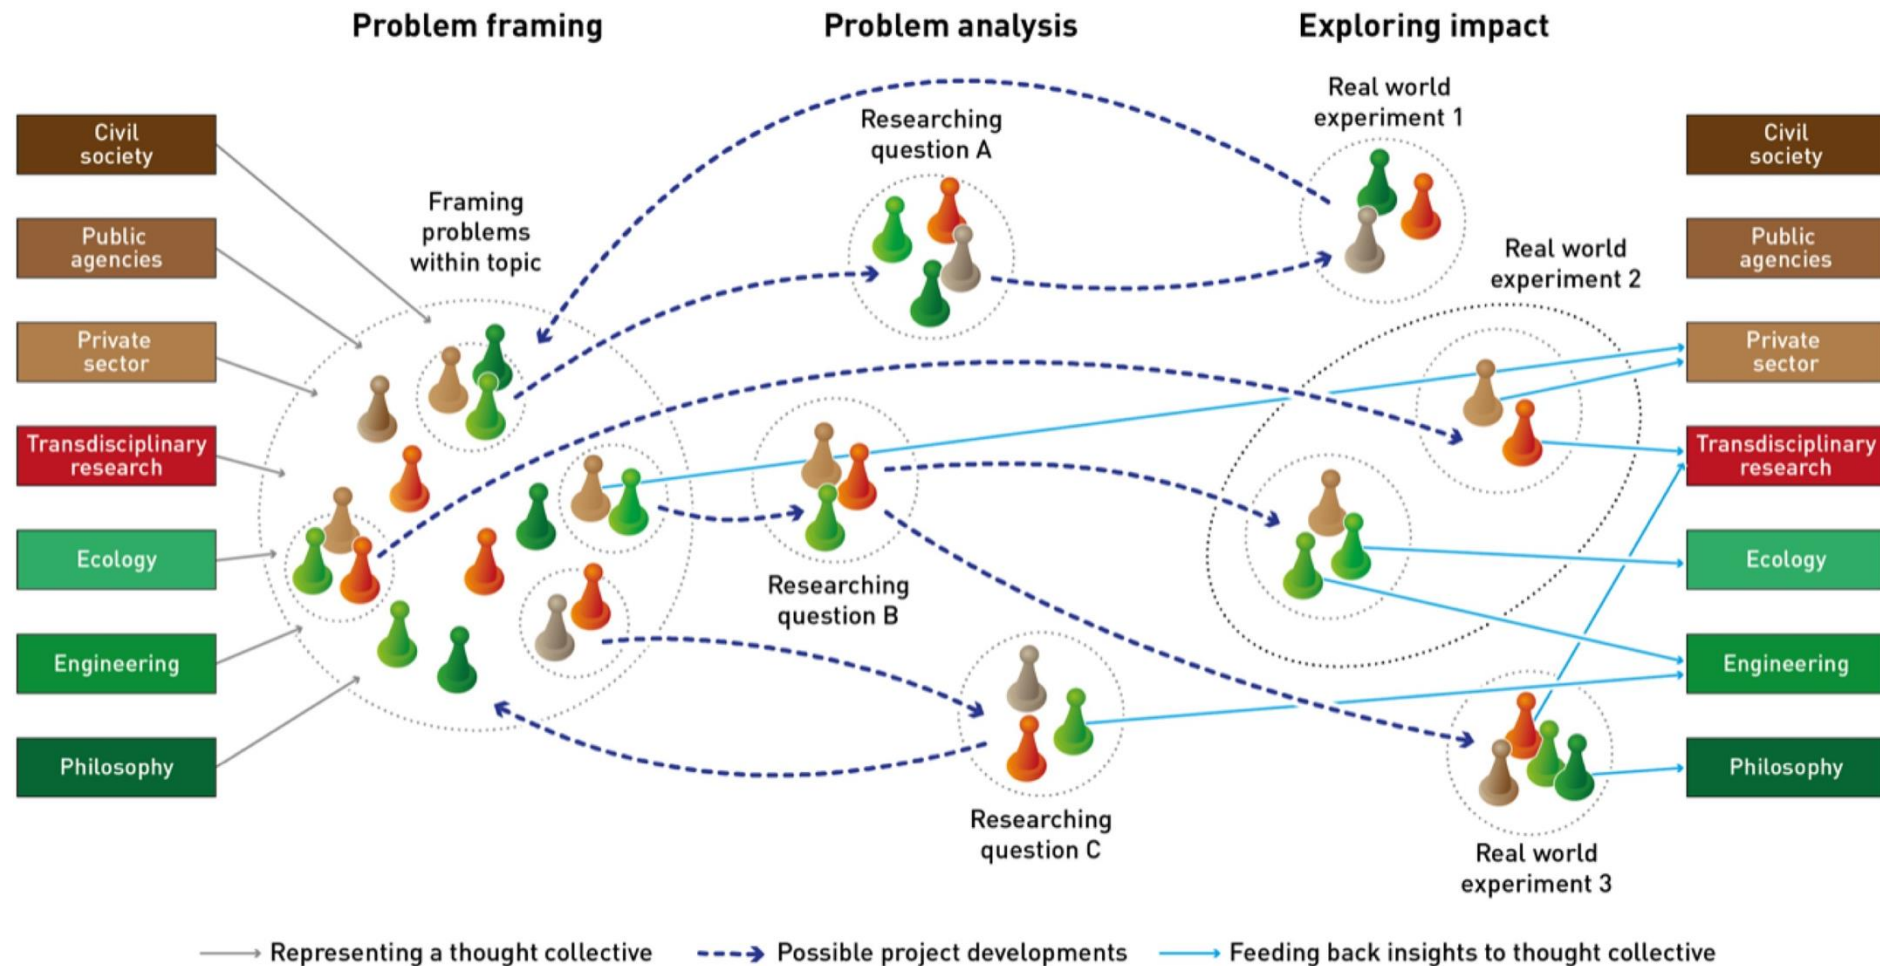 Problem framing
Problem analysis
Exploring impact
Civil
society
Public
agencies
Private
sector
Transdisciplinary
research
Ecology
Engineering
Philosophy
Framing
problems
within topic
Researching
question A
Researching
question B
Researching
question C
Real world
experiment 1
Real world
experiment 2
Real world
experiment 3
Civil
society
Public
agencies
Private
sector
Transdisciplinary
research
Ecology
Engineering
Philosophy
Representing a thought collective
Possible project developments
Feeding back insights to thought collective